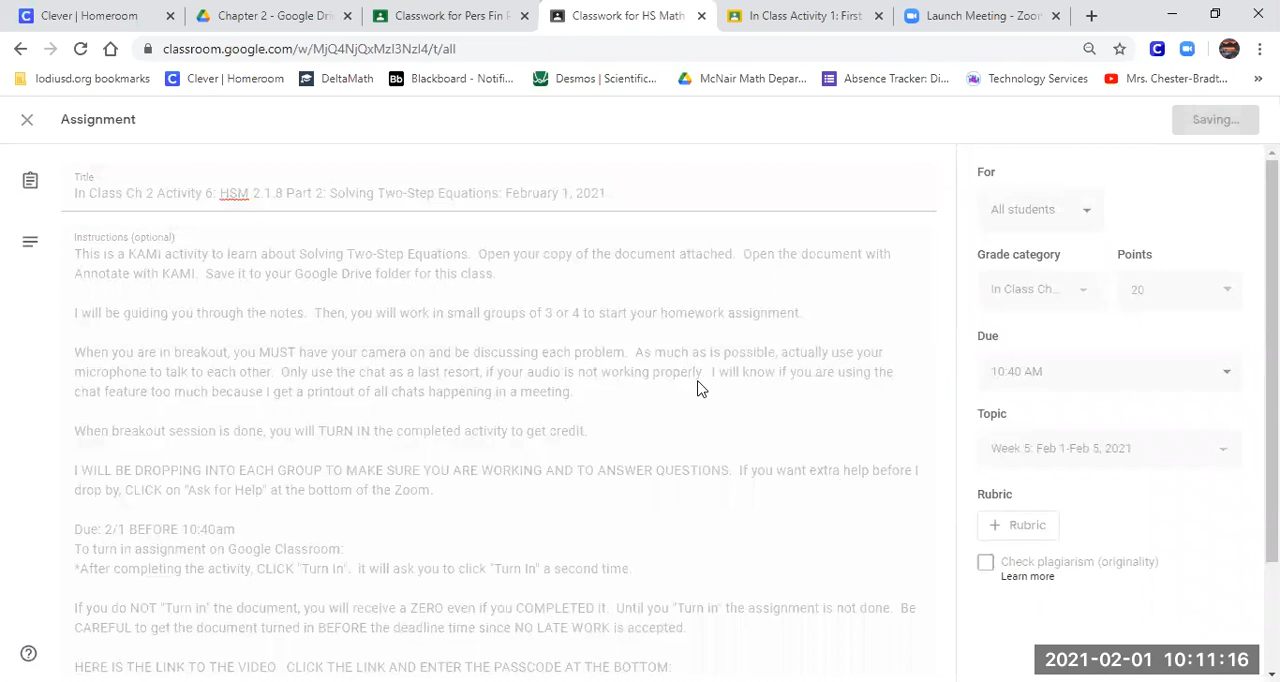 Clever | Homeroom
Chapter 2 - Google Dri
Classwork for Pers Fin F
Classwork for HS Math
In Class Activity 1: First
Launch Meeting - Zoo
classroom.google.com/w/MjQ4NjQxMzI3NzI4/t/all
lodiusd.org bookmarks
Clever | Homeroom
DeltaMath
Bb Blackboard - Notifi...
Desmos | Scientific...
McNair Math Depar...
Absence Tracker: Di...
Technology Services
Mrs. Chester-Bradt...
Assignment
Saving...
Title
In Class Ch 2 Activity 6: HSM 2.1.8 Part 2: Solving Two-Step Equations: February 1, 2021
Instructions (optional)
This is a KAMI activity to learn about Solving Two-Step Equations. Open your copy of the document attached. Open the document with
Annotate with KAMI. Save it to your Google Drive folder for this class.
I will be guiding you through the notes. Then, you will work in small groups of 3 or 4 to start your homework assignment.
When you are in breakout, you MUST have your camera on and be discussing each problem. As much as is possible, actually use your
microphone to talk to each other. Only use the chat as a last resort, if your audio is not working properly. I will know if you are using the
chat feature too much because I get a printout of all chats happening in a meeting.
When breakout session is done, you will TURN IN the completed activity to get credit.
I WILL BE DROPPING INTO EACH GROUP TO MAKE SURE YOU ARE WORKING AND TO ANSWER QUESTIONS. If you want extra help before I
drop by, CLICK on "Ask for Help" at the bottom of the Zoom.
Due: 2/1 BEFORE 10:40am
To turn in assignment on Google Classroom:
*After completing the activity, CLICK "Turn in". it will ask you to click "Turn In" a second time.
If you do NOT "Turn in" the document, you will receive a ZERO even if you COMPLETED it. Until you "Turn in" the assignment is not done. Be
CAREFUL to get the document turned in BEFORE the deadline time since NO LATE WORK is accepted.
HERE IS THE LINK TO THE VIDEO. CLICK THE LINK AND ENTER THE PASSCODE AT THE BOTTOM:
For
All students
Grade category
Points
In Class Ch...
20
Due
10:40 AM
Topic
Week 5: Feb 1-Feb 5, 2021
Rubric
+ Rubric
Check plagiarism (originality)
Learn more
2021-02-01 10:11:16